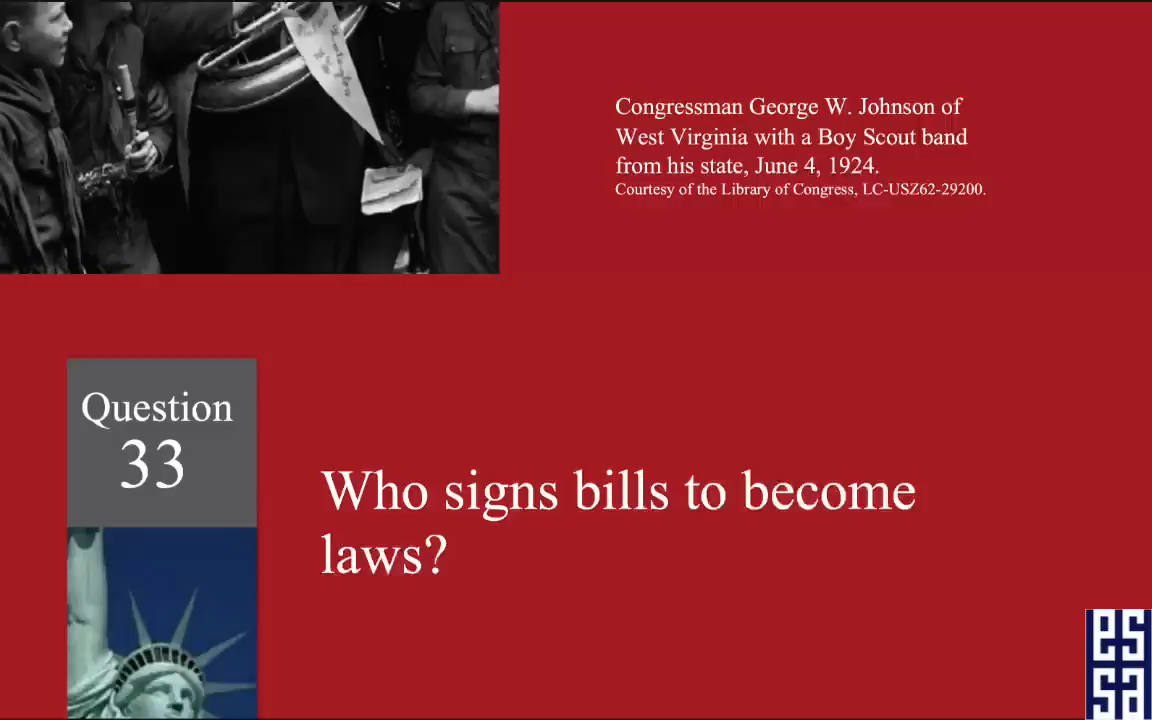 Congressman George W. Johnson of
West Virginia with a Boy Scout band
from his state, June 4, 1924.
Courtesy of the Library of Congress, LC-USZ62-29200.
Question
33
Who signs bills to become
laws?
essa